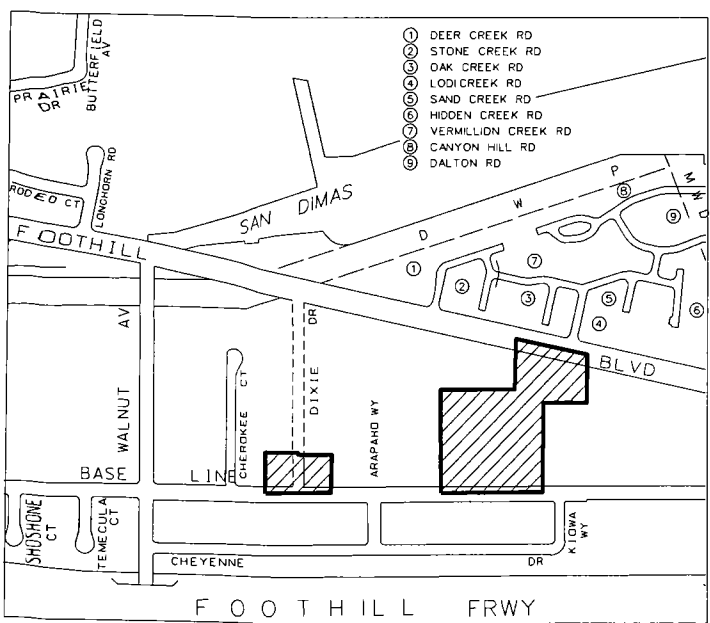 ① DEER CREEK RD
② STONE CREEK RD
③ OAK CREEK RD
④ LODI CREEK RD
⑤ SAND CREEK RD
⑥ HIDDEN CREEK RD
⑦ VERMILLION CREEK RD
⑧ CANYON HILL RD
⑨ DALTON RD
BUTTERFIELD AV
PRAIRIE DR
LONGHORN RD
RODEO CT
SAN DIMAS
D W P
M W D
⑧
⑨
FOOTHILL BLVD
①
②
⑦
③
⑤
④
⑥
WALNUT AV
CHEROKEE CT
DIXIE DR
ARAPAHO WY
BASE LINE
SHOSHONE CT
TEMECULA CT
KIOWA WY
CHEYENNE DR
FOOTHILL FRWY